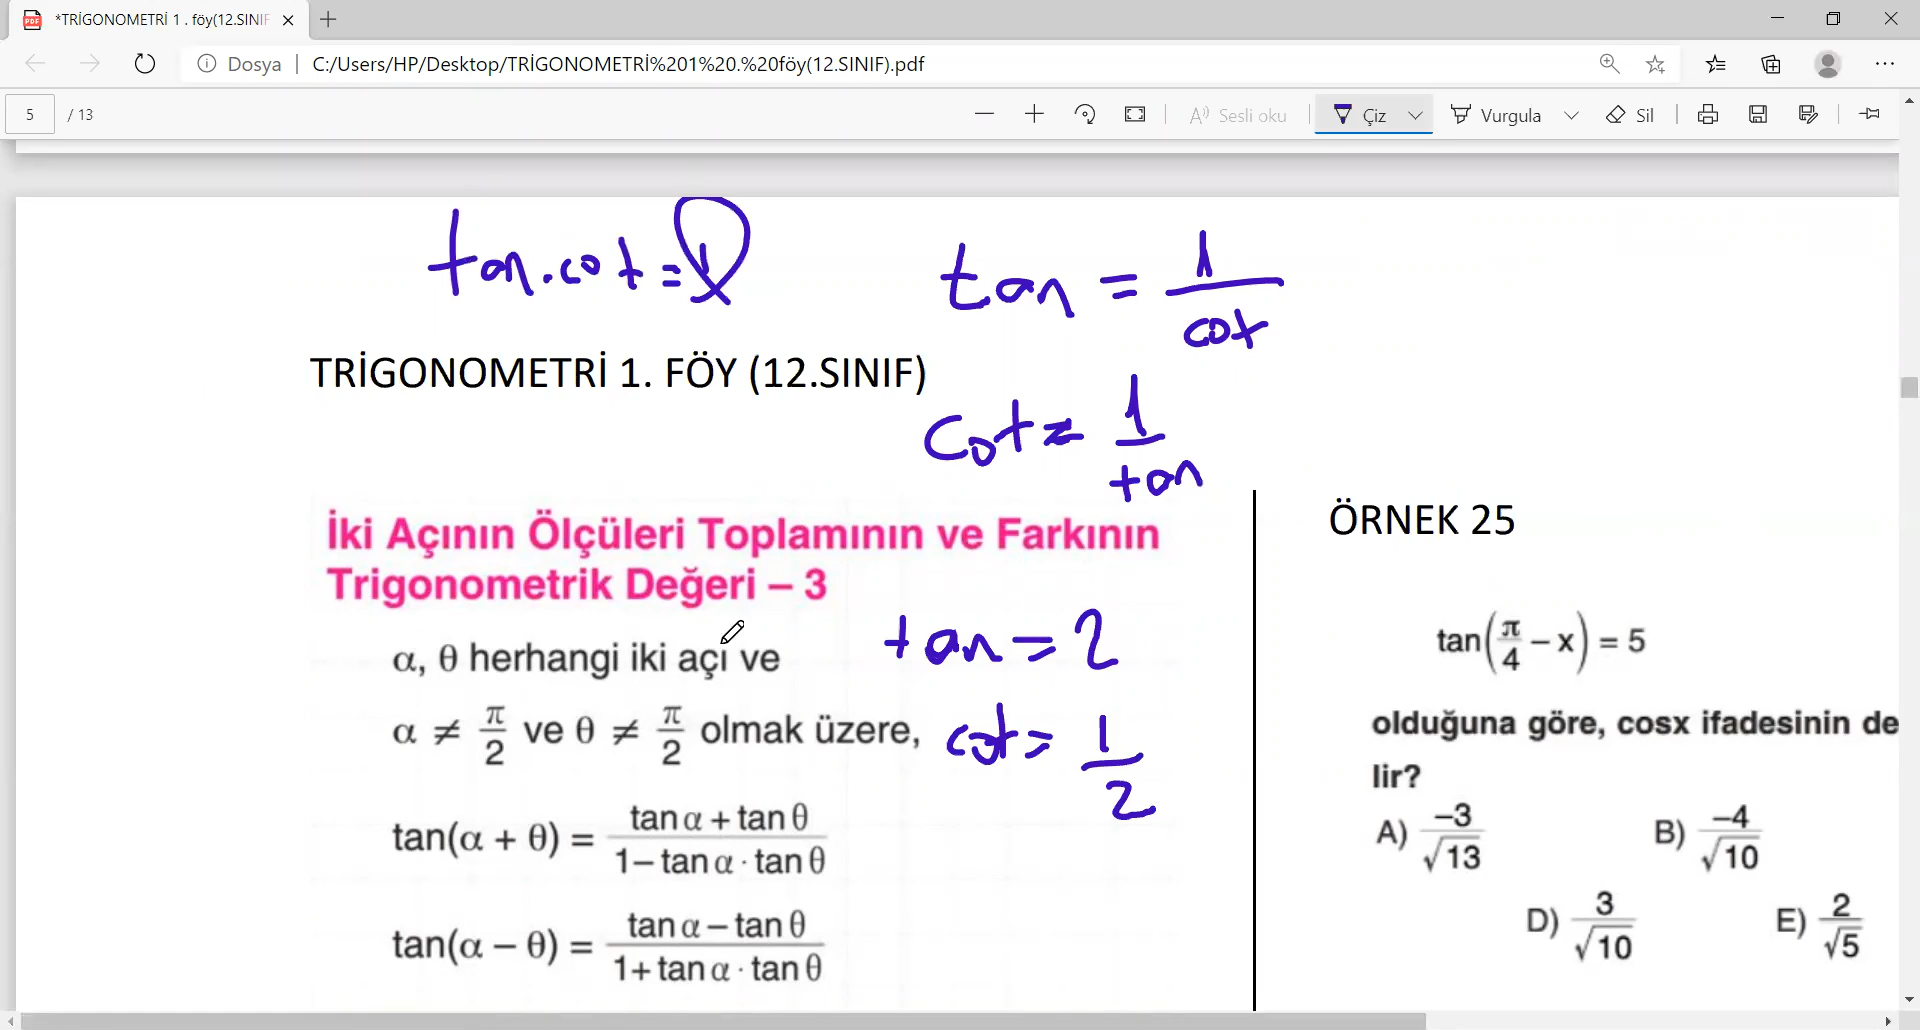 *TRİGONOMETRİ 1 . föy(12.SINIF
Dosya | C:/Users/HP/Desktop/TRİGONOMETRİ%201%20.%20föy(12.SINIF).pdf
5 / 13
Sesli oku
Çiz
Vurgula
Sil
tan.cot=1
tan = 1/cot
TRİGONOMETRİ 1. FÖY (12.SINIF)
cot = 1/tan
İki Açının Ölçüleri Toplamının ve Farkının
Trigonometrik Değeri – 3
α, θ herhangi iki açı ve
α ≠ π/2 ve θ ≠ π/2 olmak üzere,
tan = 2
cot = 1/2
tan(α + θ) = (tan α + tan θ)/(1 – tan α · tan θ)
tan(α – θ) = (tan α – tan θ)/(1 + tan α · tan θ)
ÖRNEK 25
tan(π/4 – x) = 5
olduğuna göre, cosx ifadesinin de
lir?
A) –3/√13
B) –4/√10
D) 3/√10
E) 2/√5